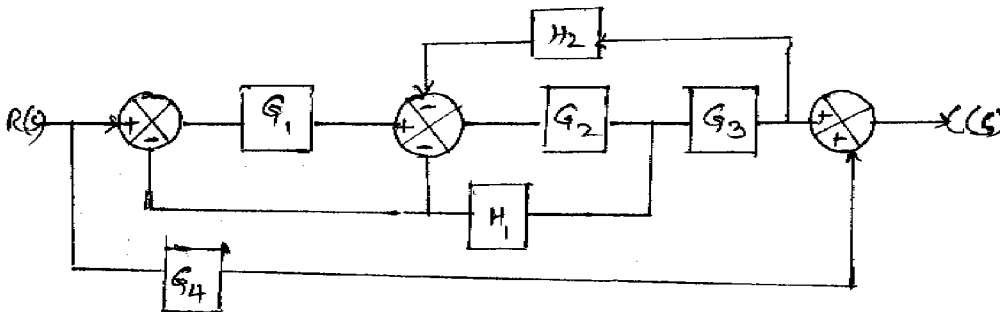 H2
R(s)
+
-
G1
-
+
-
G2
G3
+
+
C(s)
H1
G4